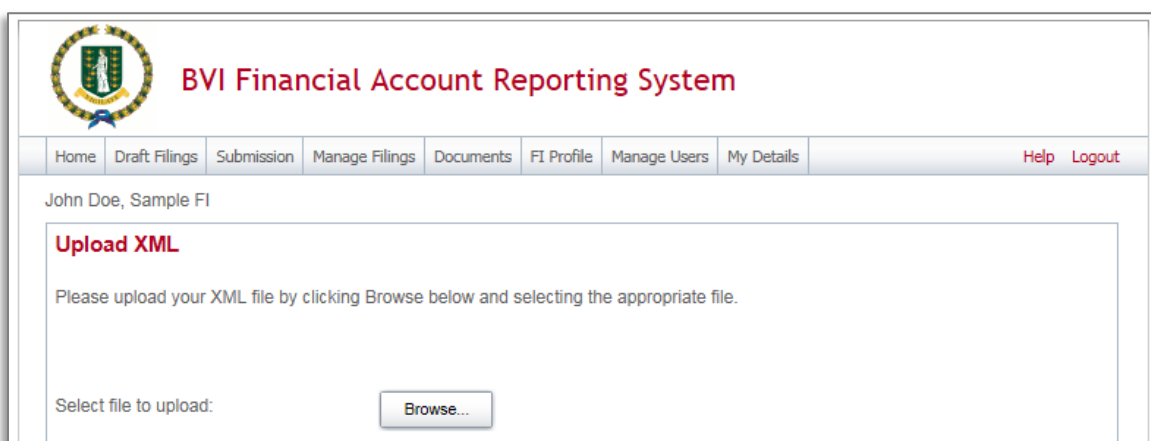 BVI Financial Account Reporting System
Home Draft Filings Submission Manage Filings Documents FI Profile Manage Users My Details Help Logout
John Doe, Sample FI
Upload XML
Please upload your XML file by clicking Browse below and selecting the appropriate file.
Select file to upload: Browse...